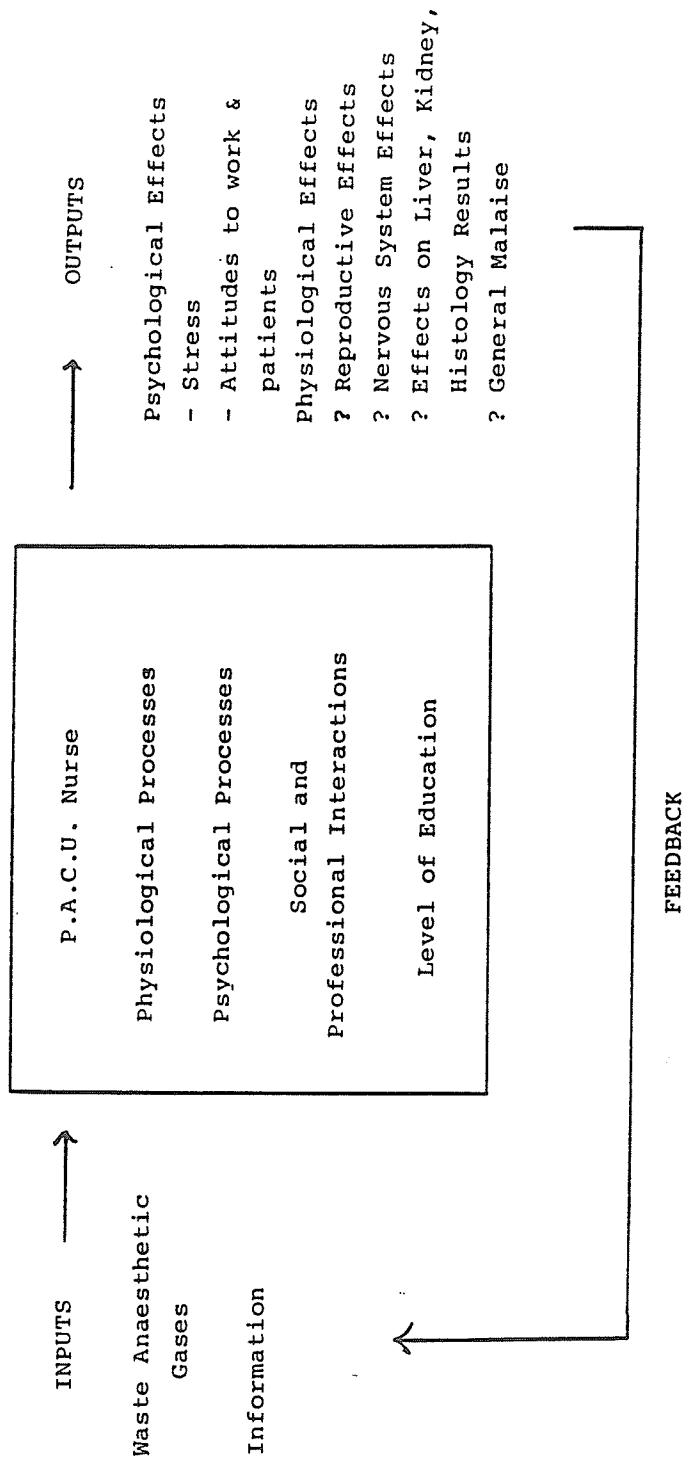 INPUTS
Waste Anaesthetic
Gases
Information
P.A.C.U. Nurse
Physiological Processes
Psychological Processes
Social and
Professional Interactions
Level of Education
OUTPUTS
Psychological Effects
- Stress
- Attitudes to work &
patients
Physiological Effects
? Reproductive Effects
? Nervous System Effects
? Effects on Liver, Kidney,
Histology Results
? General Malaise
FEEDBACK